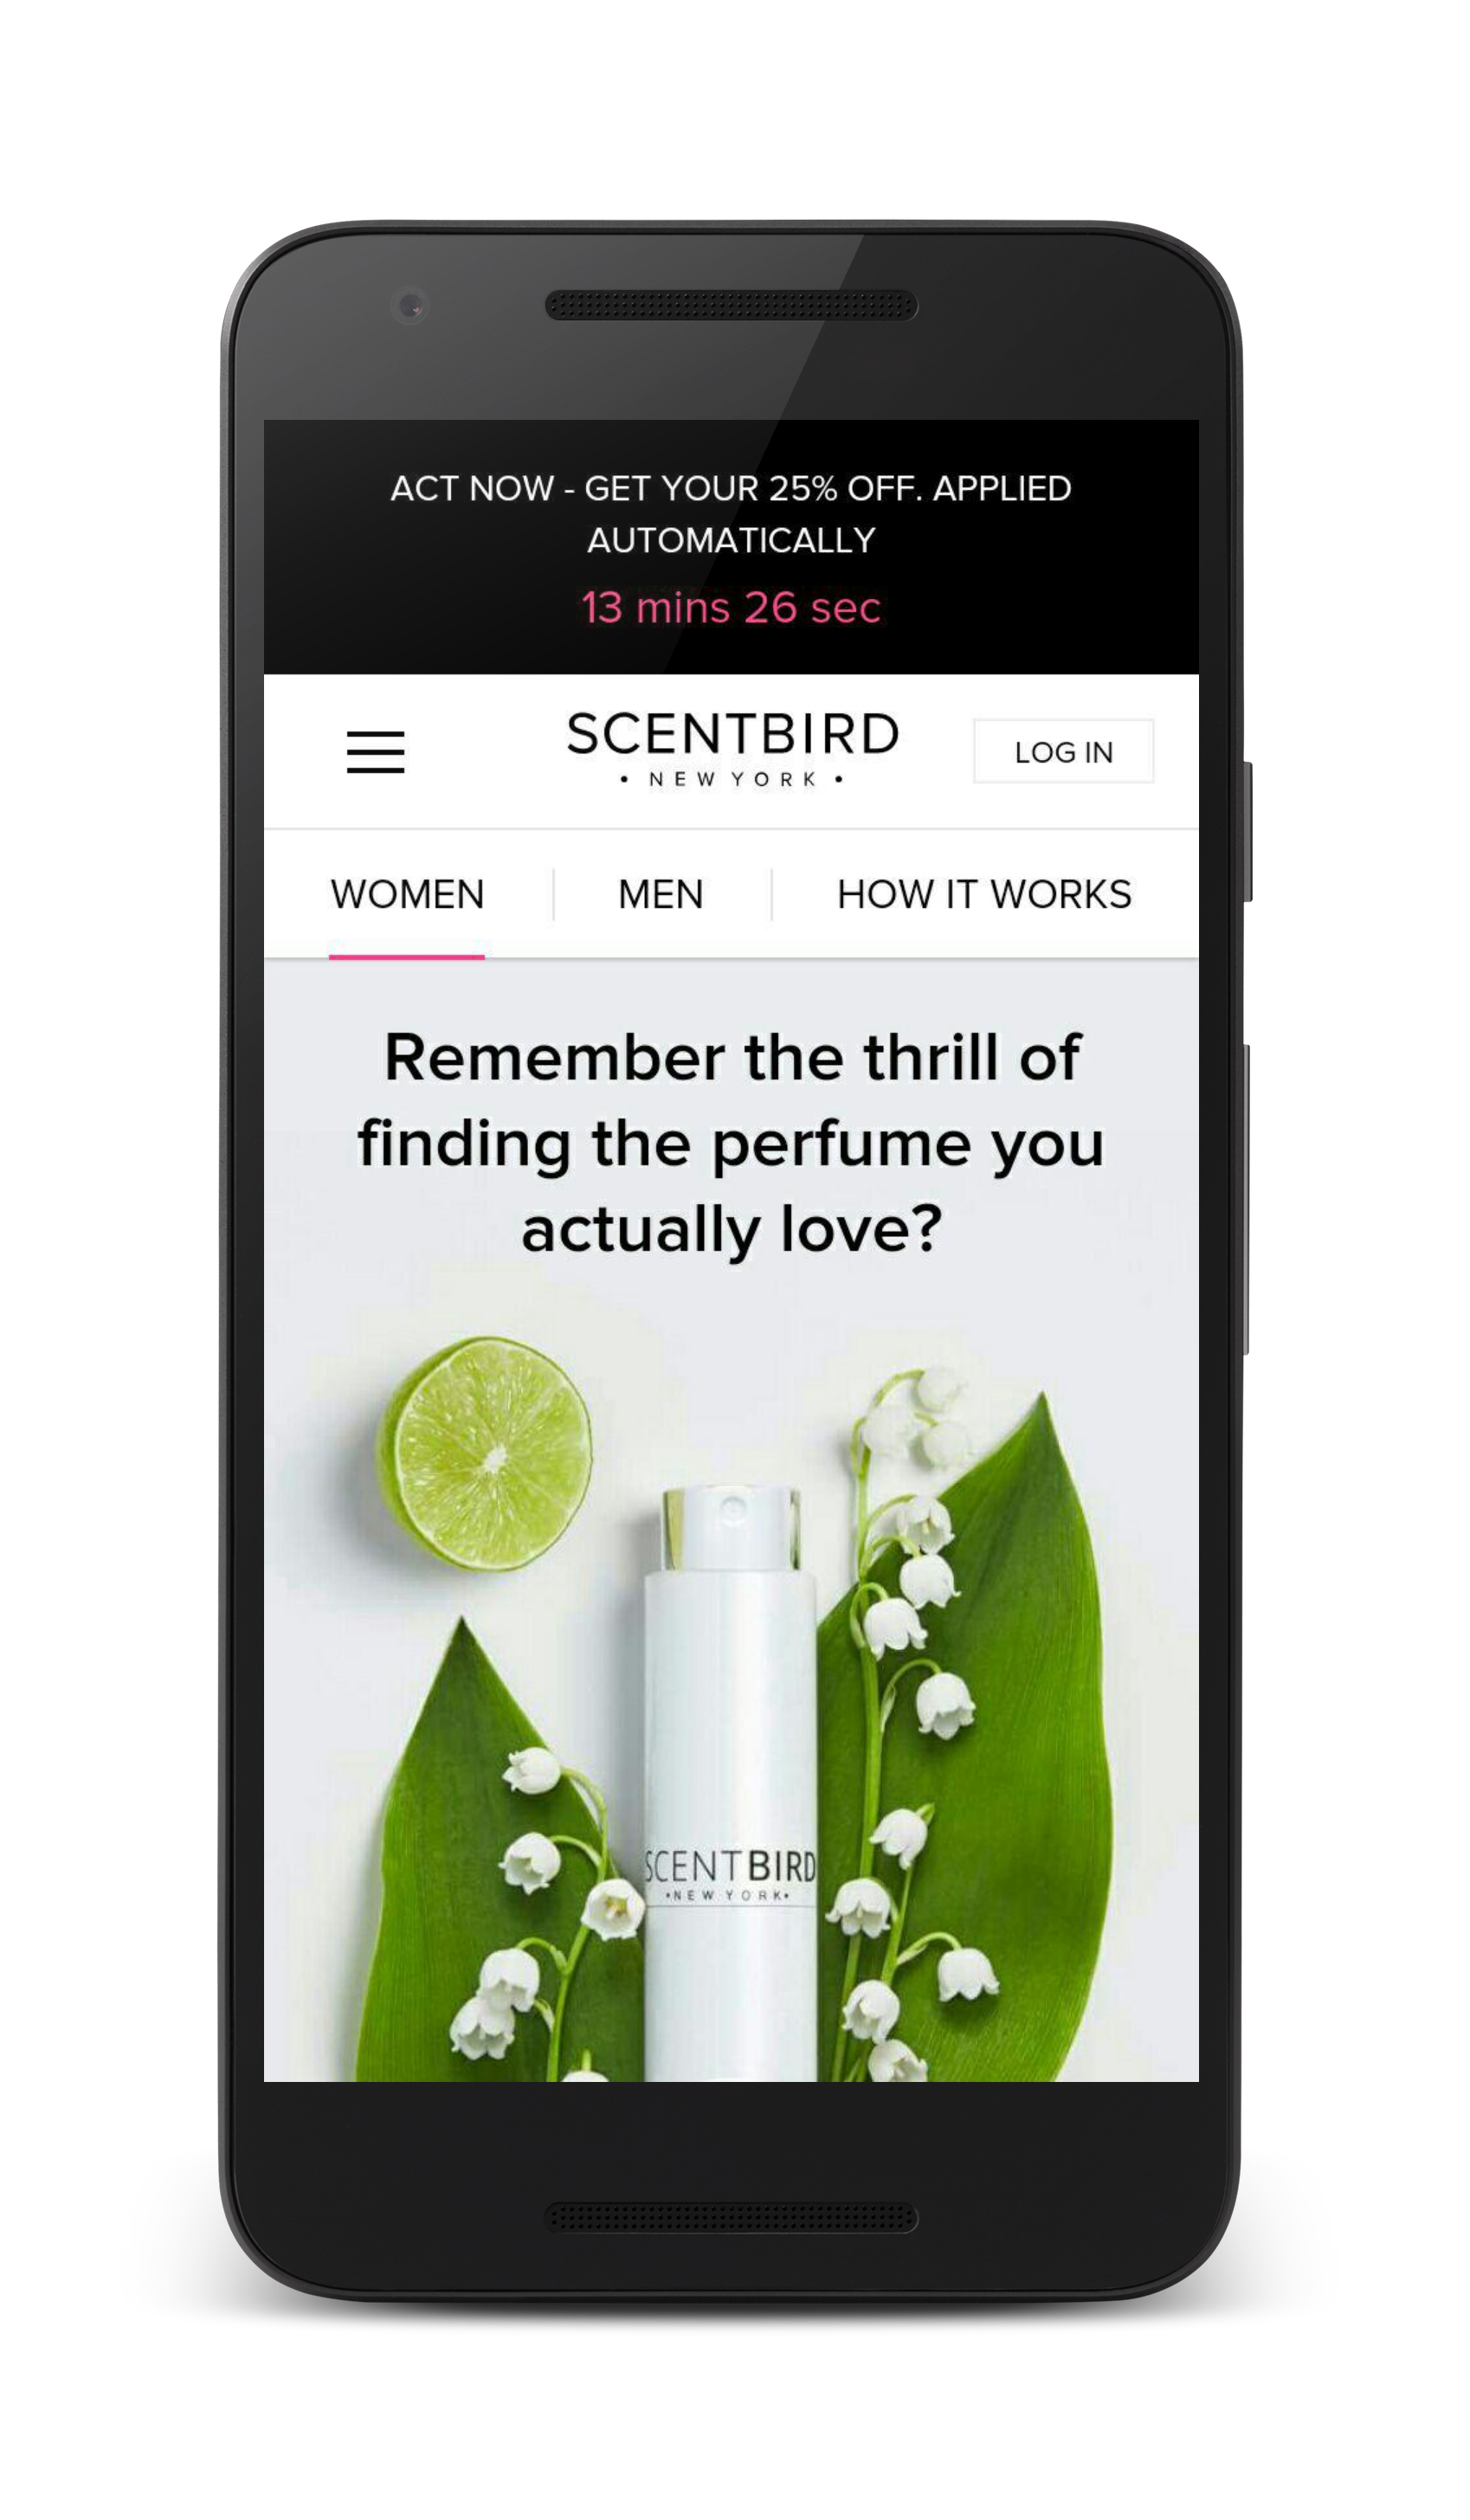 ACT NOW - GET YOUR 25% OFF. APPLIED
AUTOMATICALLY
13 mins 26 sec
SCENTBIRD
• NEW YORK •
LOG IN
WOMEN
MEN
HOW IT WORKS
Remember the thrill of
finding the perfume you
actually love?
SCENTBIRD
•NEW YORK•